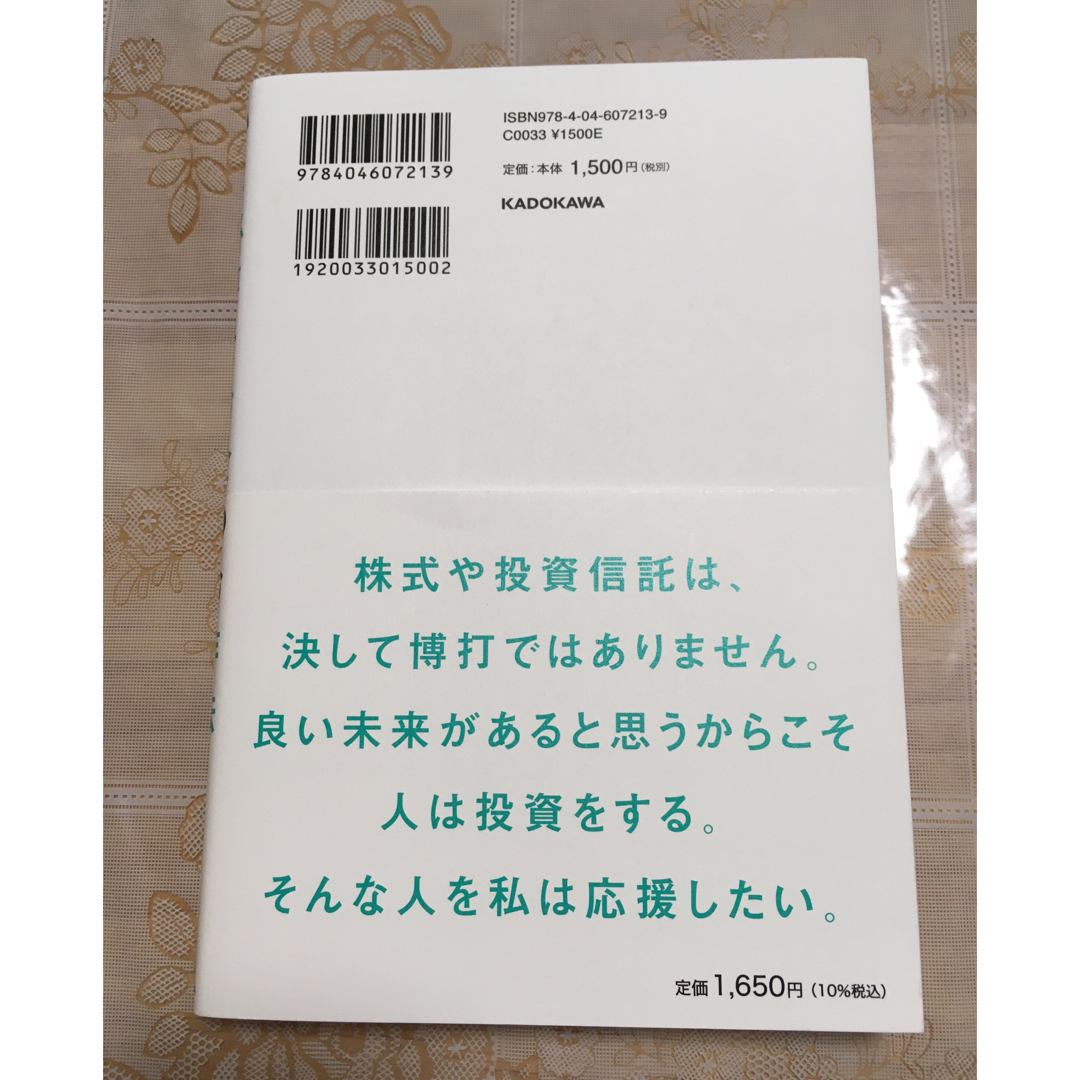 ISBN978-4-04-607213-9
C0033 ¥1500E
定価：本体 1,500円（税別）
KADOKAWA
9784046072139
1920033015002
株式や投資信託は、
決して博打ではありません。
良い未来があると思うからこそ
人は投資をする。
そんな人を私は応援したい。
定価1,650円（10%税込）